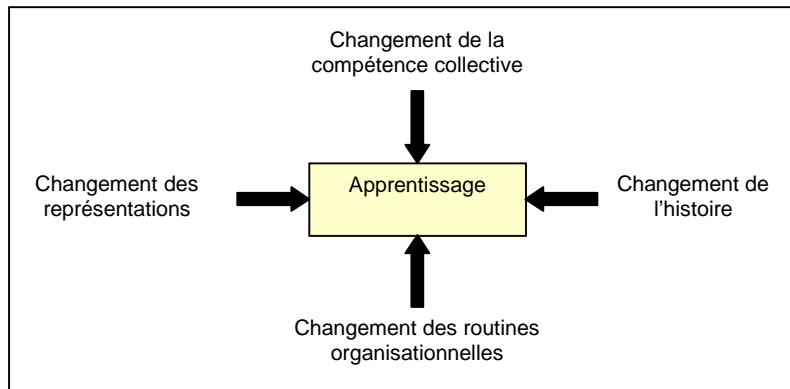 Changement de la
compétence collective
Changement des
représentations
Apprentissage
Changement de
l'histoire
Changement des routines
organisationnelles